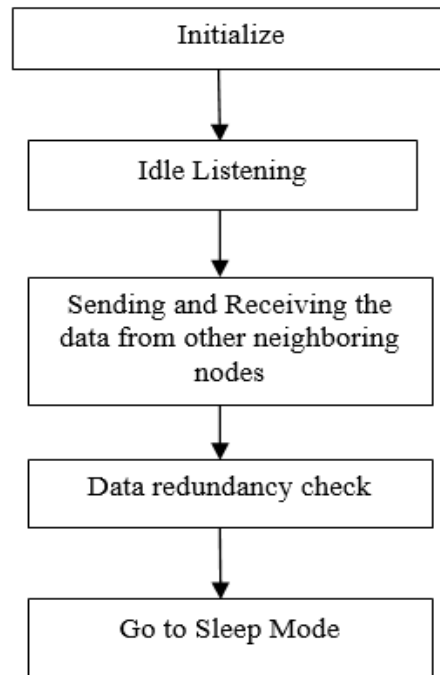 Initialize
Idle Listening
Sending and Receiving the
data from other neighboring
nodes
Data redundancy check
Go to Sleep Mode